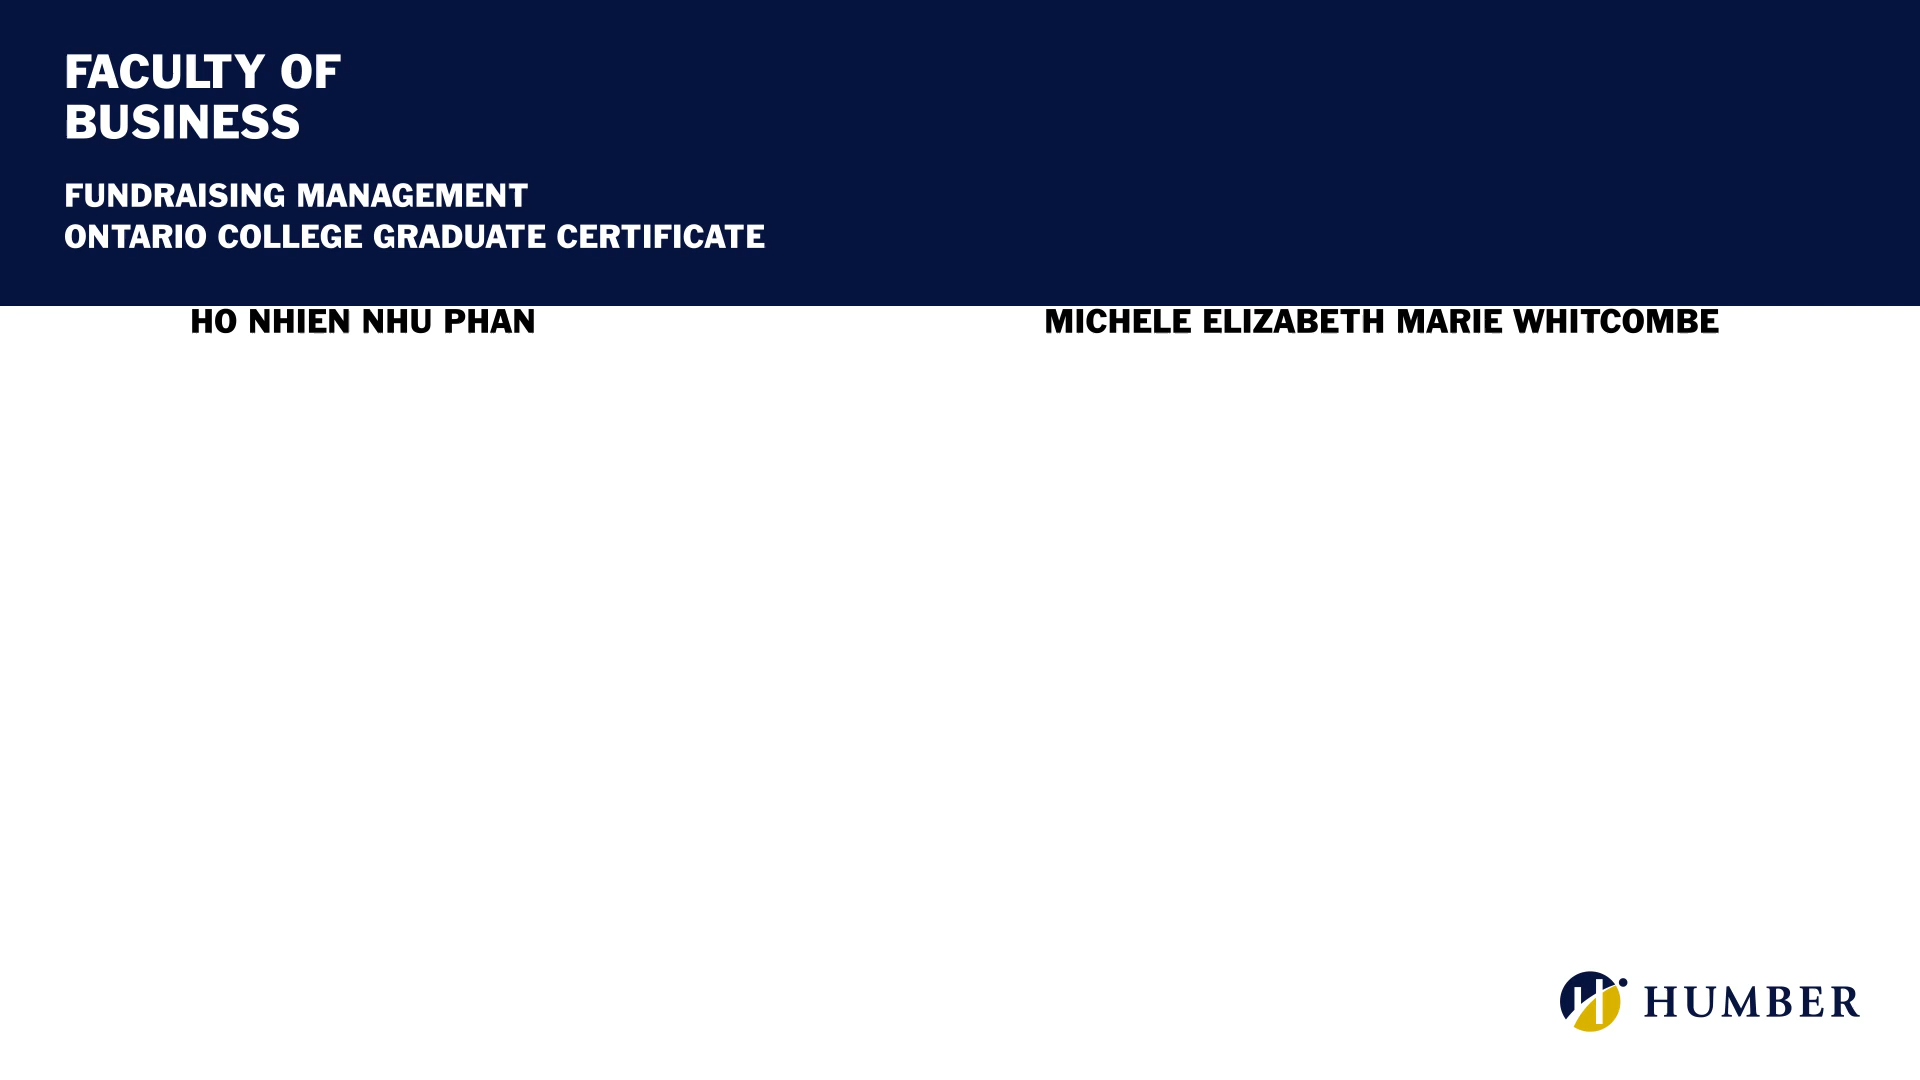 FACULTY OF
BUSINESS
FUNDRAISING MANAGEMENT
ONTARIO COLLEGE GRADUATE CERTIFICATE
HO NHIEN NHU PHAN
MICHELE ELIZABETH MARIE WHITCOMBE
HUMBER